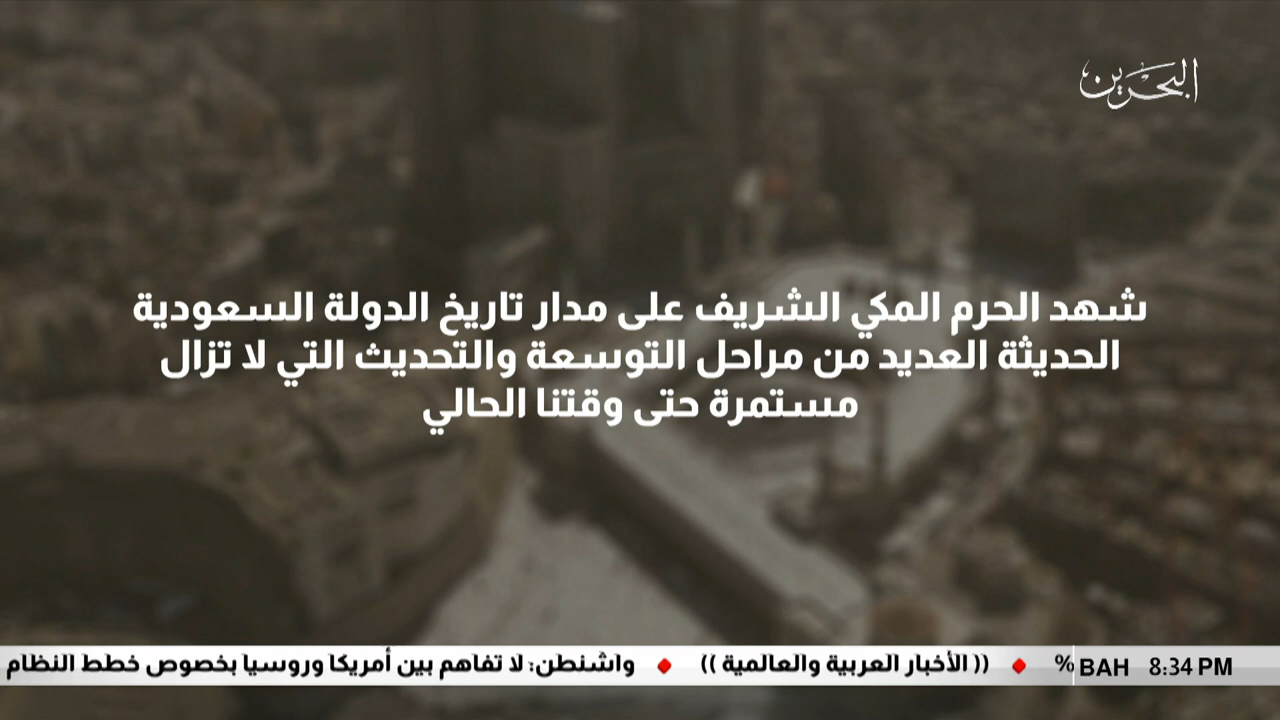 البحرين
شهد الحرم المكي الشريف على مدار تاريخ الدولة السعودية
الحديثة العديد من مراحل التوسعة والتحديث التي لا تزال
مستمرة حتى وقتنا الحالي
% (( الأخبار العربية والعالمية )) واشنطن: لا تفاهم بين أمريكا وروسيا بخصوص خطط النظام
BAH 8:34 PM